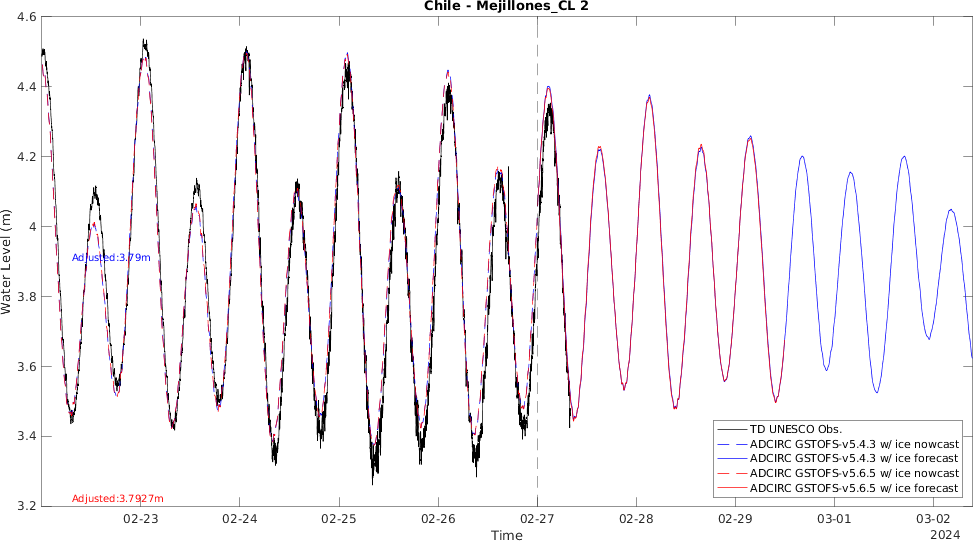 Chile - Mejillones_CL 2
4.6
4.4
4.2
4
3.8
3.6
3.4
3.2
Water Level (m)
Adjusted:3.79m
Adjusted:3.7927m
TD UNESCO Obs.
ADCIRC GSTOFS-v5.4.3 w/ ice nowcast
ADCIRC GSTOFS-v5.4.3 w/ ice forecast
ADCIRC GSTOFS-v5.6.5 w/ ice nowcast
ADCIRC GSTOFS-v5.6.5 w/ ice forecast
02-23 02-24 02-25 02-26 02-27 02-28 02-29 03-01 03-02
Time
2024